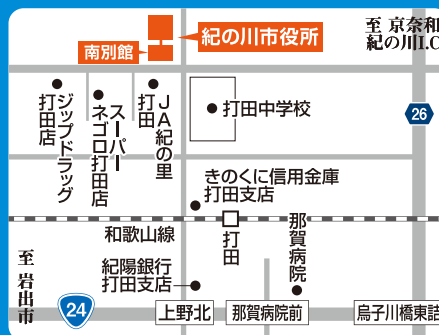 紀の川市役所
南別館
至 京奈和
紀の川I.C
ジップドラッグ
打田店
スーパー
ネゴロ打田店
JA紀の里
打田
打田中学校
26
きのくに信用金庫
打田支店
和歌山線
打田
那賀病院
紀陽銀行
打田支店
至 岩出市
24
上野北
那賀病院前
烏子川橋東詰